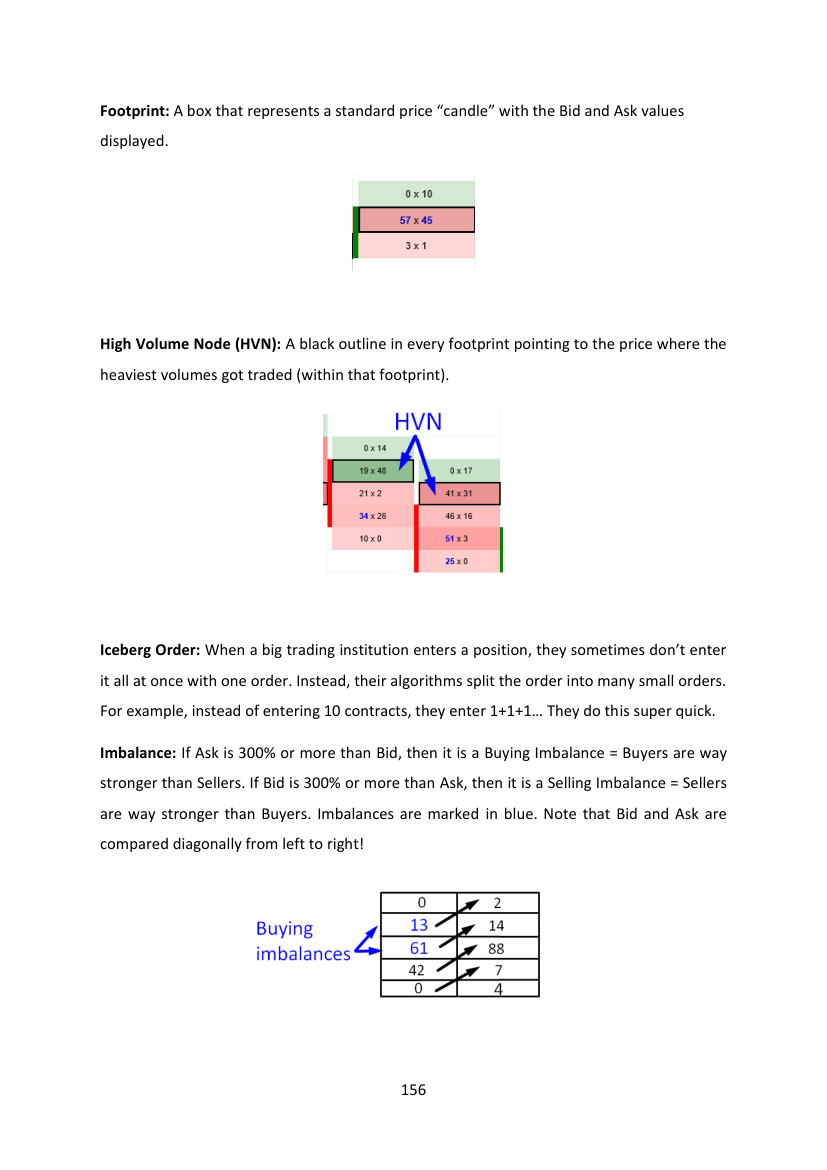 Footprint: A box that represents a standard price “candle” with the Bid and Ask values
displayed.
0 x 10
57 x 45
3 x 1
High Volume Node (HVN): A black outline in every footprint pointing to the price where the
heaviest volumes got traded (within that footprint).
HVN
0 x 14
19 x 48 0 x 17
21 x 2 41 x 31
34 x 26 46 x 16
10 x 0 51 x 3
25 x 0
Iceberg Order: When a big trading institution enters a position, they sometimes don’t enter
it all at once with one order. Instead, their algorithms split the order into many small orders.
For example, instead of entering 10 contracts, they enter 1+1+1… They do this super quick.
Imbalance: If Ask is 300% or more than Bid, then it is a Buying Imbalance = Buyers are way
stronger than Sellers. If Bid is 300% or more than Ask, then it is a Selling Imbalance = Sellers
are way stronger than Buyers. Imbalances are marked in blue. Note that Bid and Ask are
compared diagonally from left to right!
0 2
Buying 13 14
imbalances 61 88
42 7
0 4
156